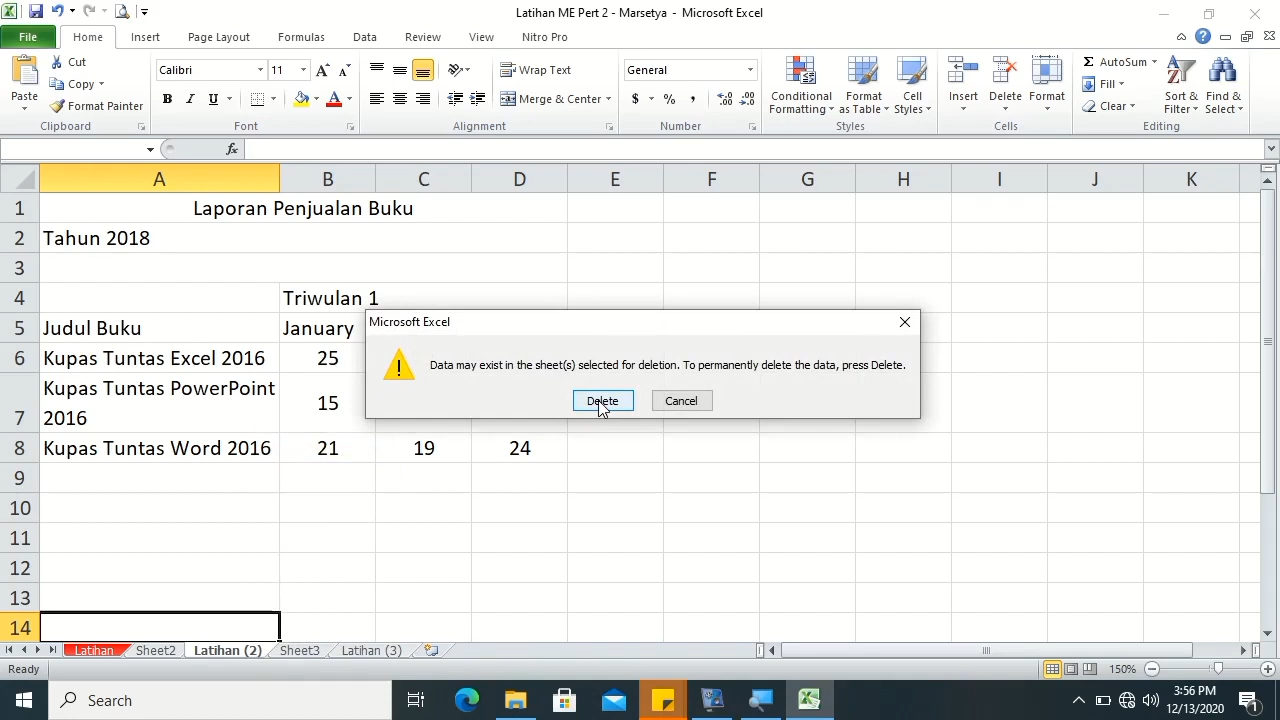 Latihan ME Pert 2 - Marsetya - Microsoft Excel
File Home Insert Page Layout Formulas Data Review View Nitro Pro
Paste
Cut
Copy
Format Painter
Clipboard
Calibri 11
B I U
Font
Wrap Text
Merge & Center
Alignment
General
$ % ,
Number
Conditional Formatting
Format as Table
Cell Styles
Styles
Insert
Delete
Format
Cells
AutoSum
Fill
Clear
Sort & Filter
Find & Select
Editing
fx
A B C D E F G H I J K
1 Laporan Penjualan Buku
2 Tahun 2018
3
4 Triwulan 1
5 Judul Buku January
6 Kupas Tuntas Excel 2016 25
7 Kupas Tuntas PowerPoint 2016 15
8 Kupas Tuntas Word 2016 21 19 24
9
10
11
12
13
14
Microsoft Excel
Data may exist in the sheet(s) selected for deletion. To permanently delete the data, press Delete.
Delete Cancel
Latihan Sheet2 Latihan (2) Sheet3 Latihan (3)
Ready 150%
Search
3:56 PM
12/13/2020
1